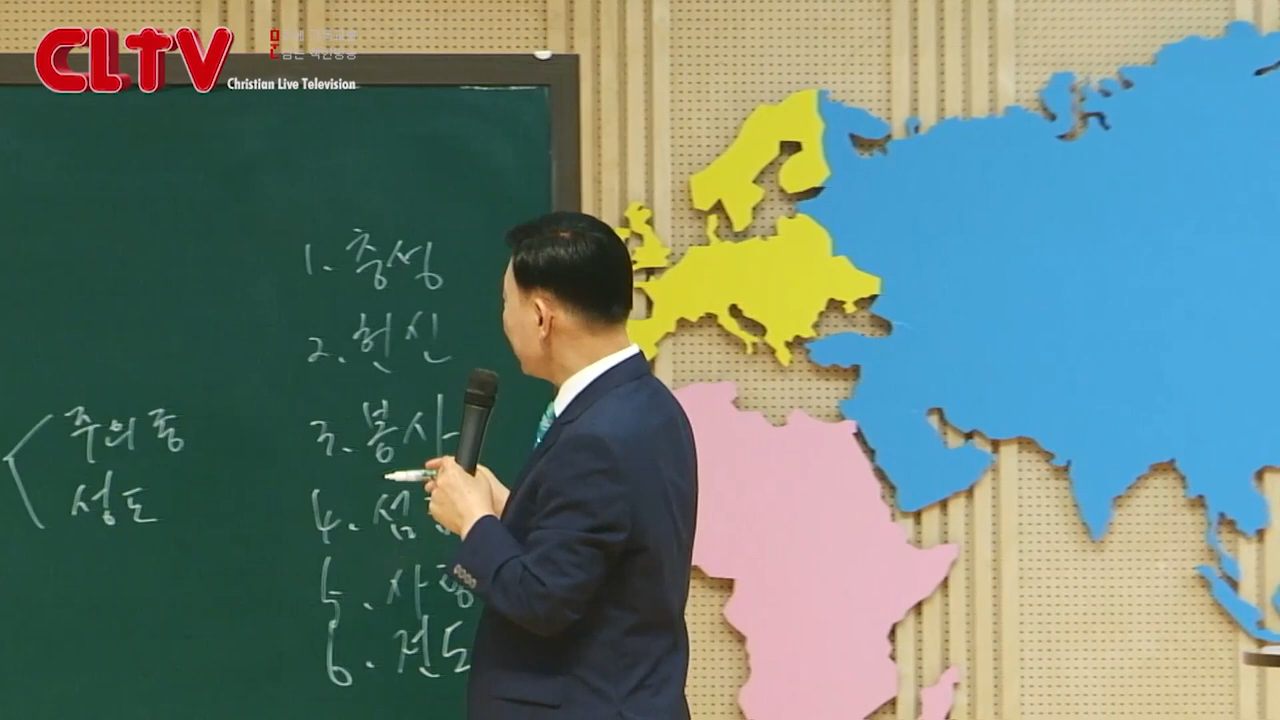 CLTV
Christian Live Television
1. 충성
2. 헌신
3. 봉사
4. 섬
5. 사
6. 전도
주의 종
성도